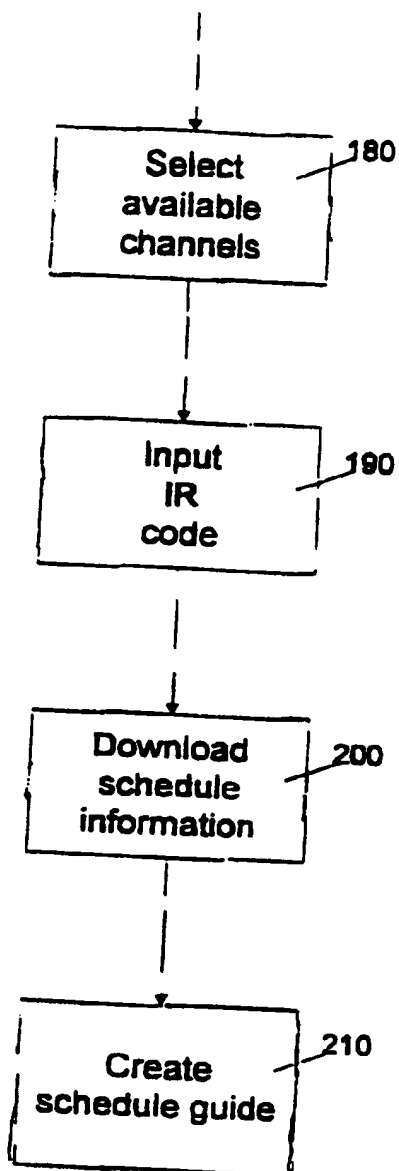 Select
available
channels
180
Input
IR
code
190
Download
schedule
information
200
Create
schedule guide
210